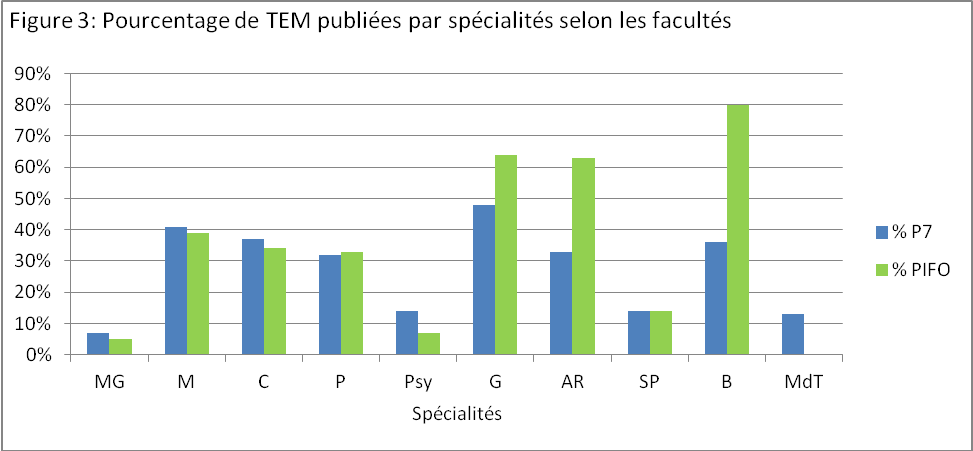 Figure 3: Pourcentage de TEM publiées par spécialités selon les facultés
90%
80%
70%
60%
50%
40%
30%
20%
10%
0%
MG M C P Psy G AR SP B MdT
Spécialités
% P7
% PIFO